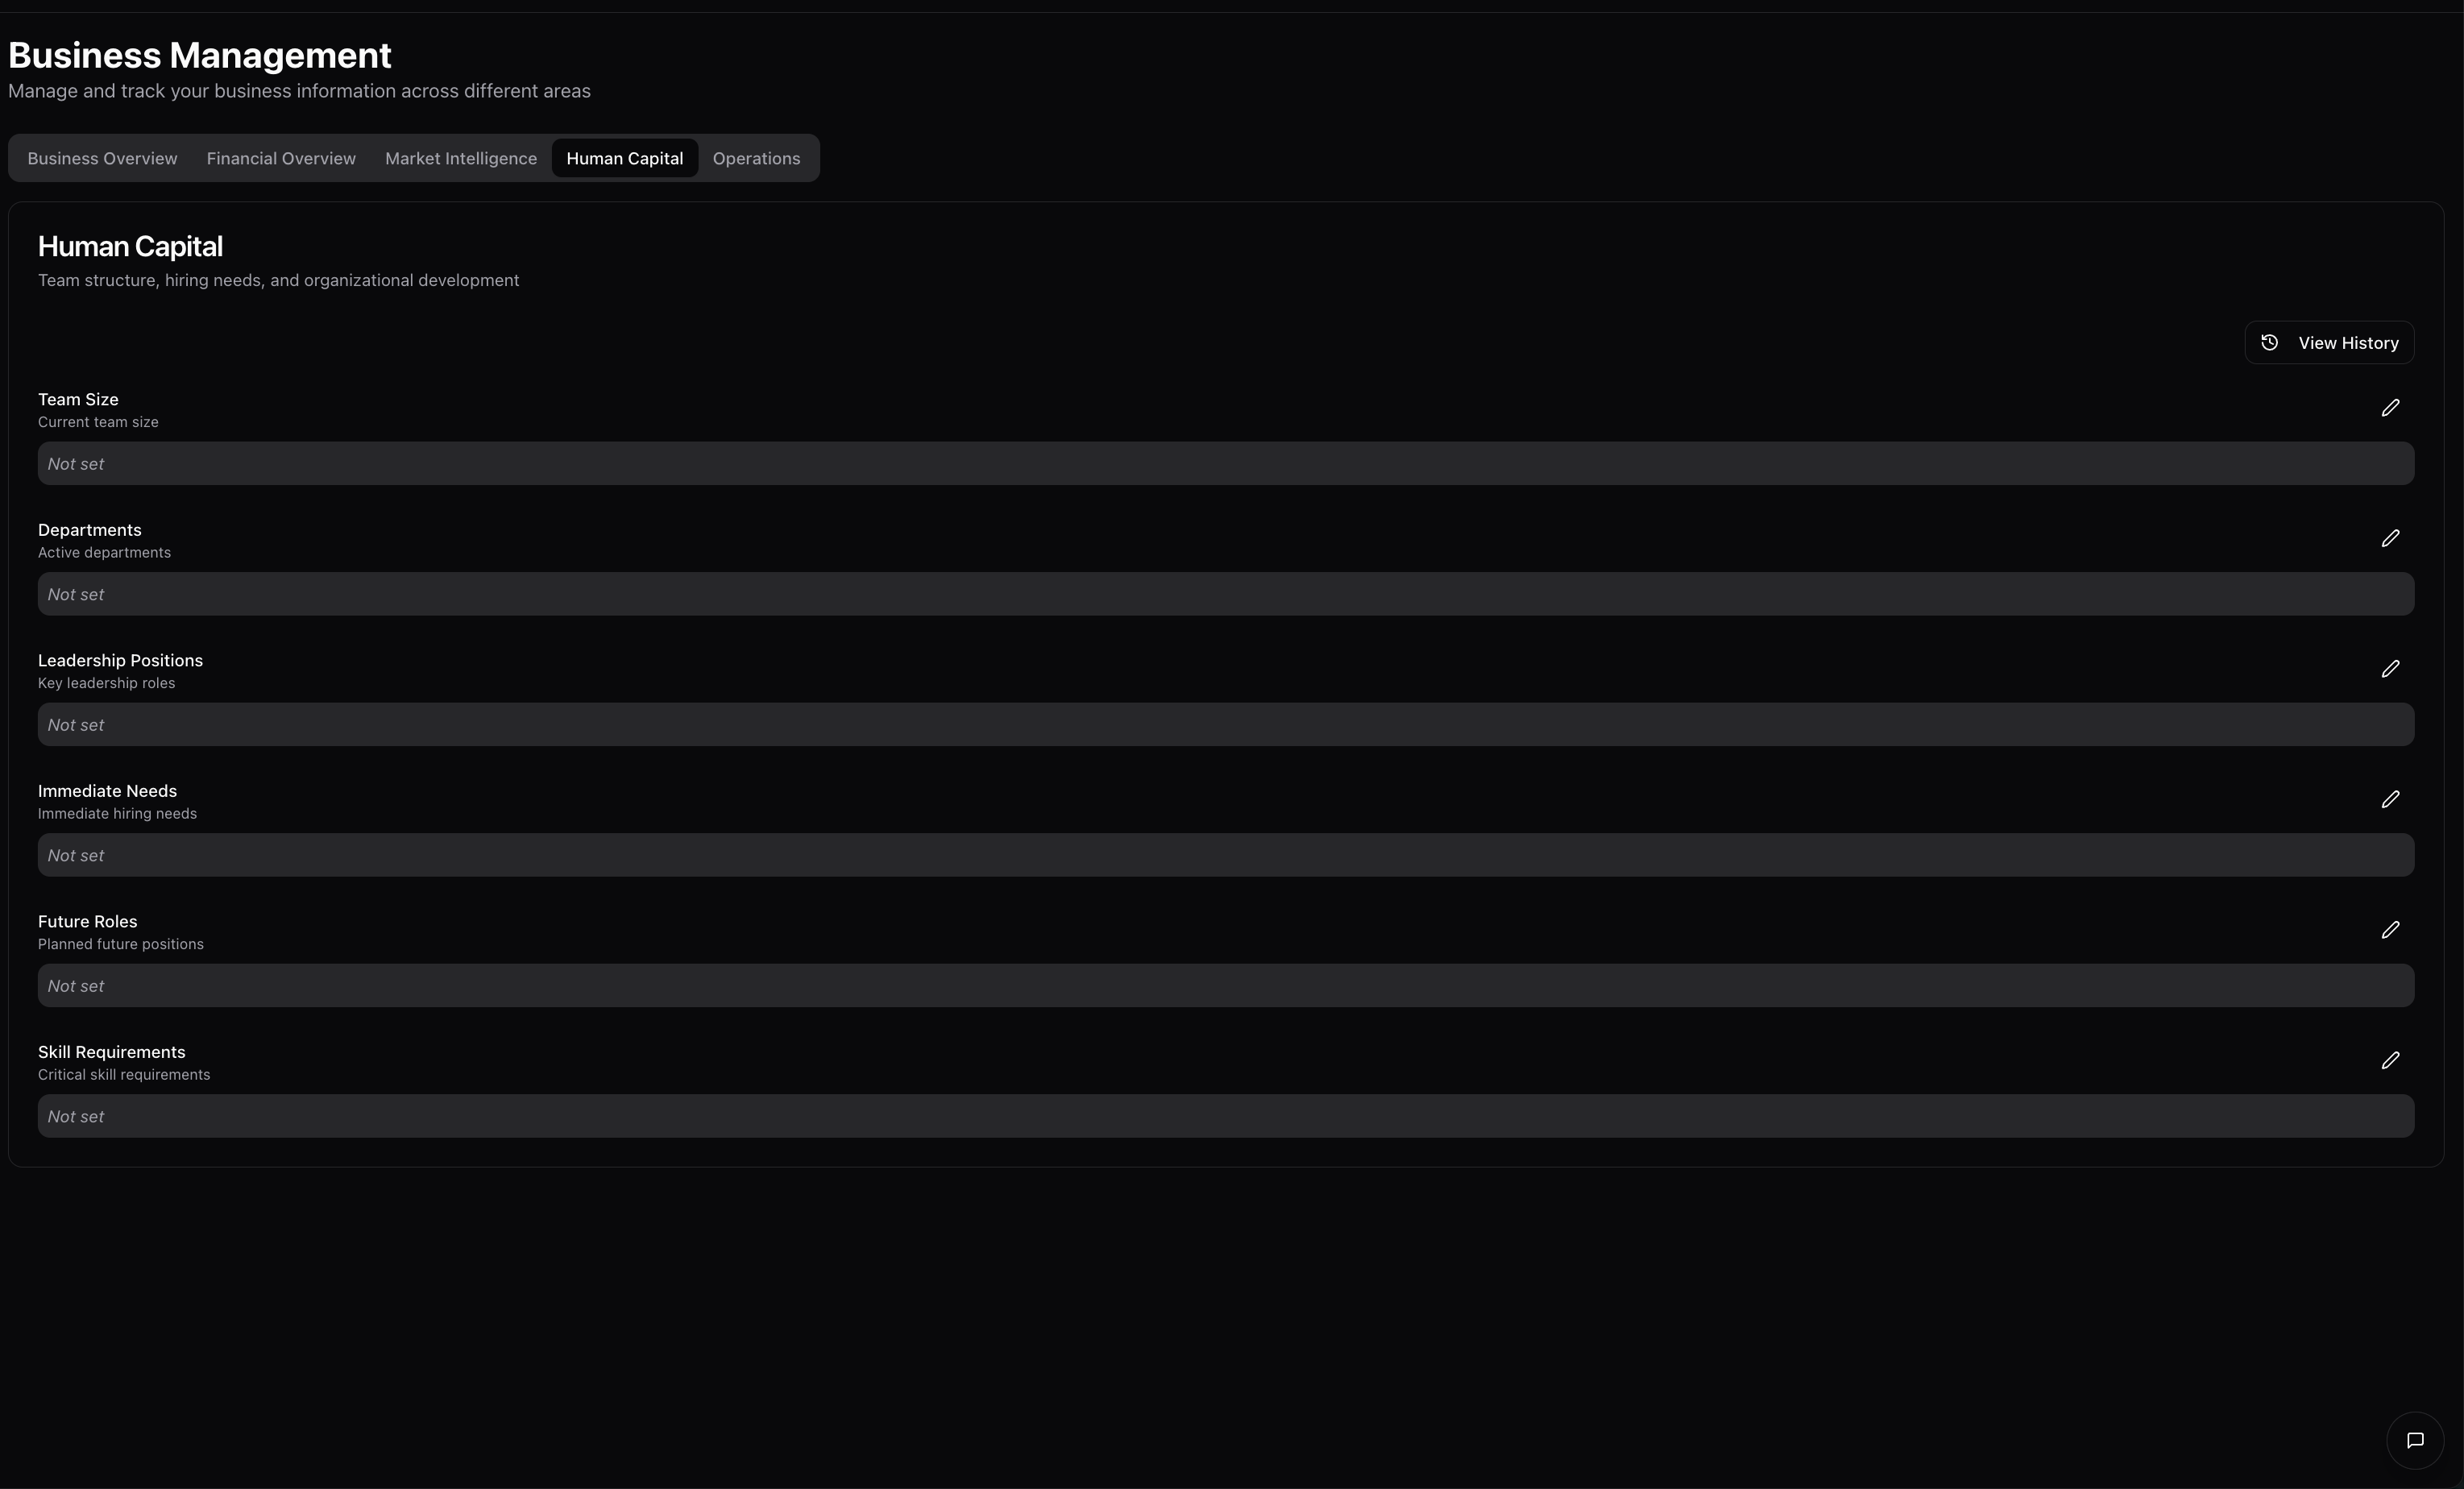 Business Management
Manage and track your business information across different areas
Business Overview Financial Overview Market Intelligence Human Capital Operations
Human Capital
Team structure, hiring needs, and organizational development
View History
Team Size
Current team size
Not set
Departments
Active departments
Not set
Leadership Positions
Key leadership roles
Not set
Immediate Needs
Immediate hiring needs
Not set
Future Roles
Planned future positions
Not set
Skill Requirements
Critical skill requirements
Not set